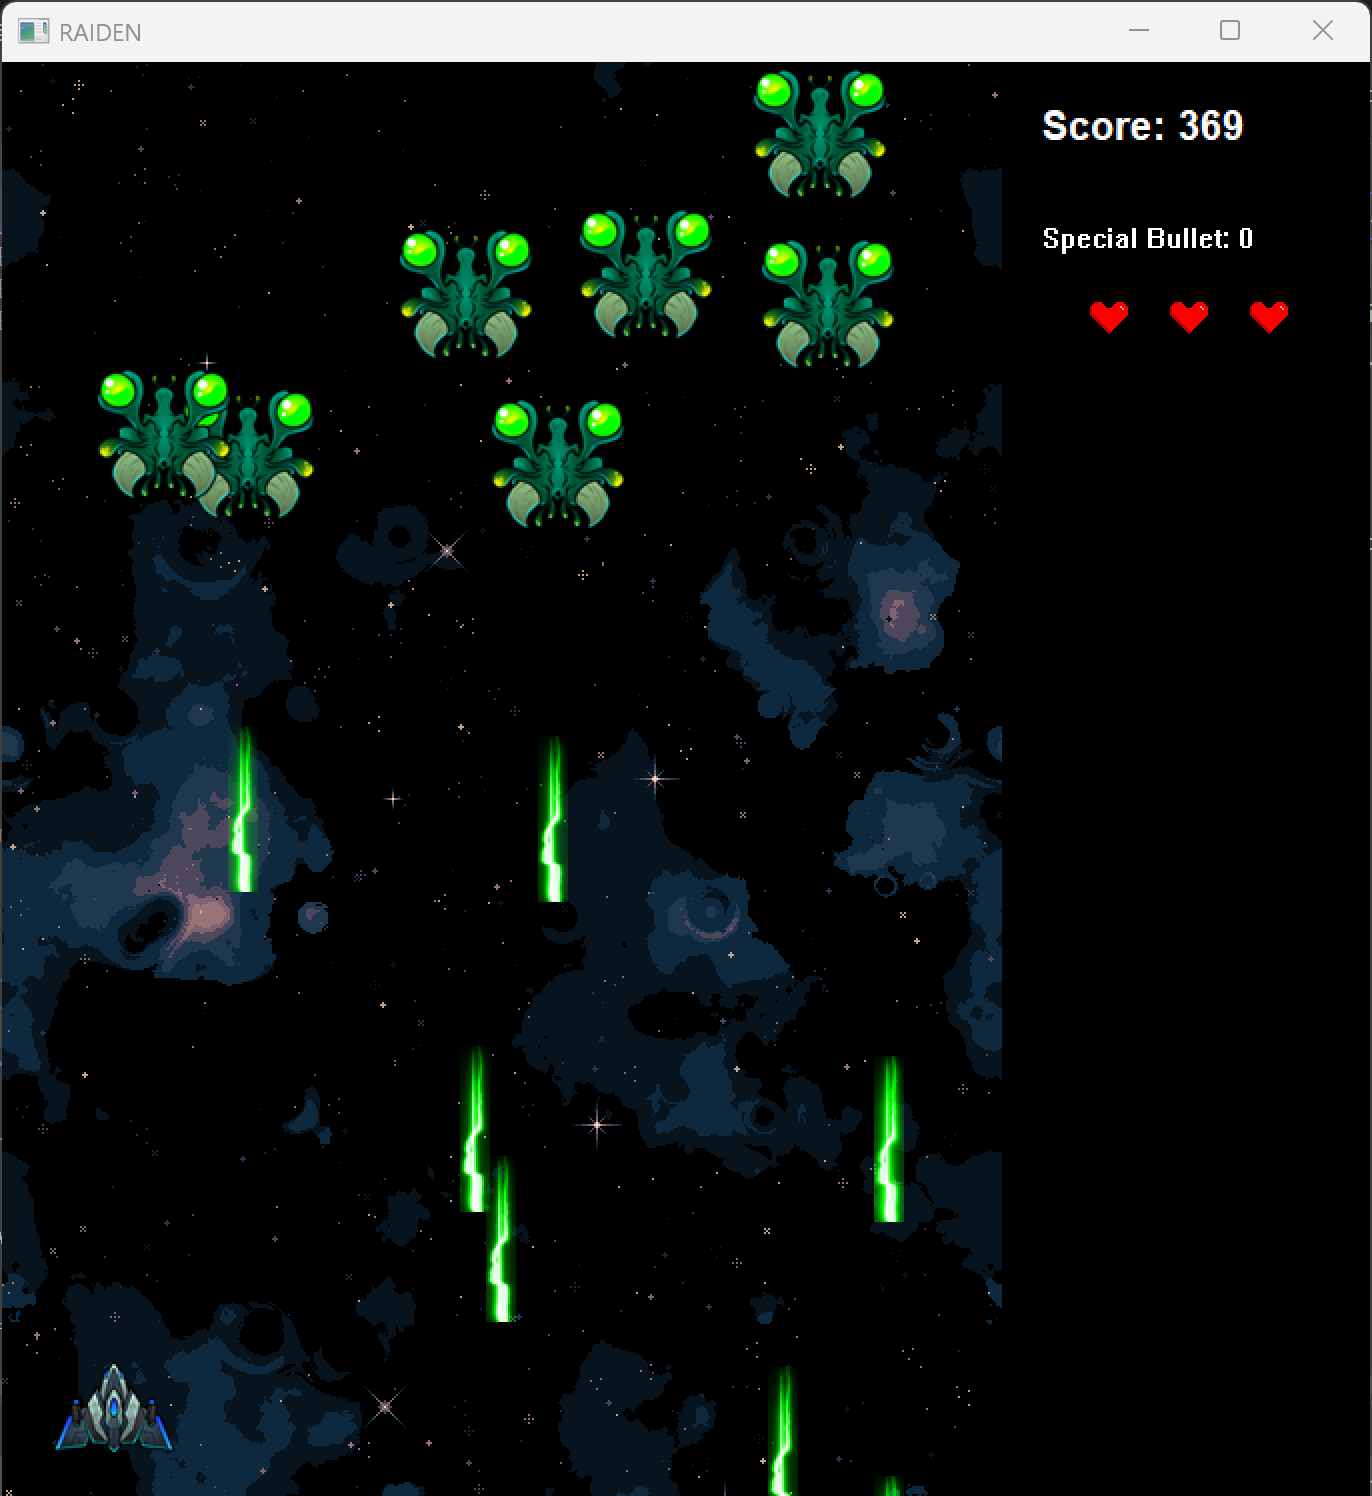 RAIDEN
Score: 369
Special Bullet: 0